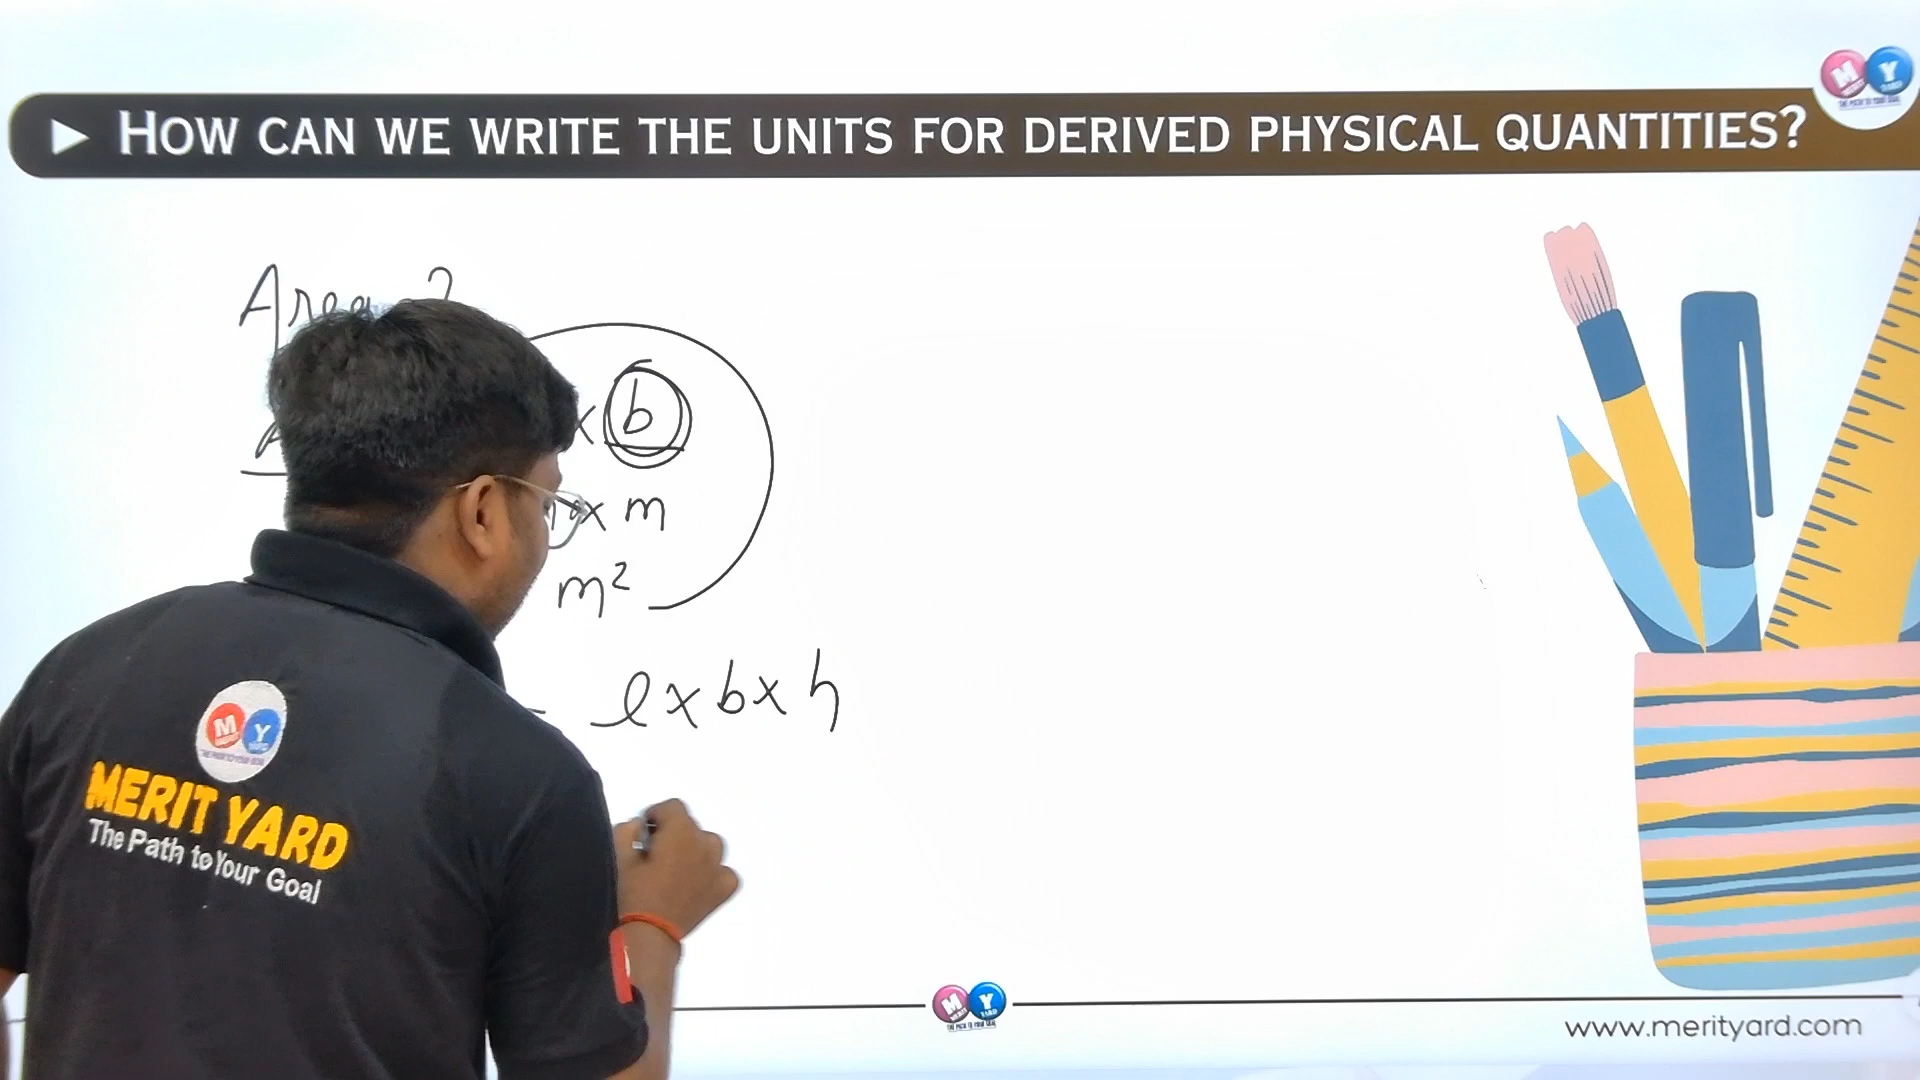 ► HOW CAN WE WRITE THE UNITS FOR DERIVED PHYSICAL QUANTITIES?
M Y
Area ?
x b
x m
m²
l x b x h
M Y
MERIT YARD
The Path to Your Goal
M Y
www.merityard.com